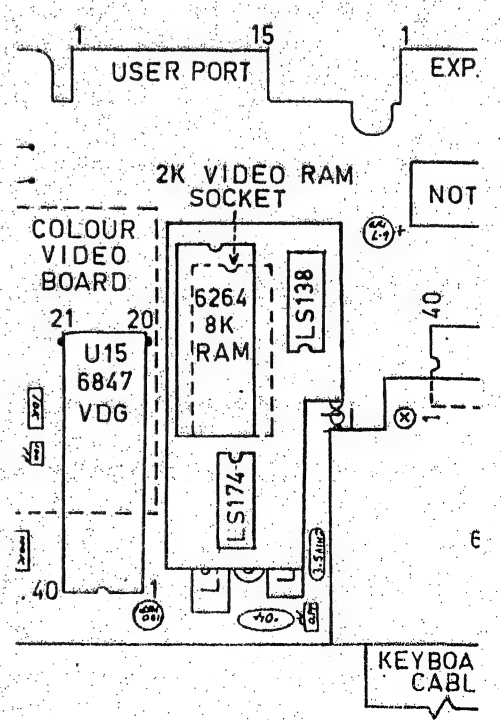 1
15
1
USER PORT
EXP.
2K VIDEO RAM
SOCKET
NOT
COLOUR
VIDEO
BOARD
6264
8K
RAM
LS138
40
21
20
U15
6847
VDG
1
LS174
L
L
40
1
KEYBOA
CABL